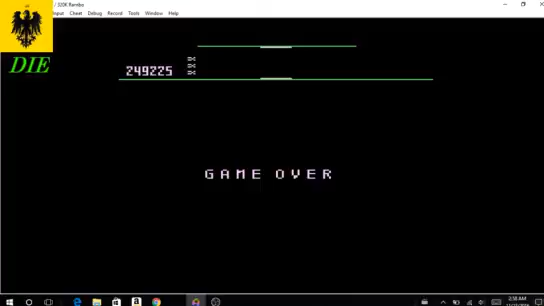 / 320K Rambo
Input Cheat Debug Record Tools Window Help
DIE
249225
GAME OVER
3:58 AM